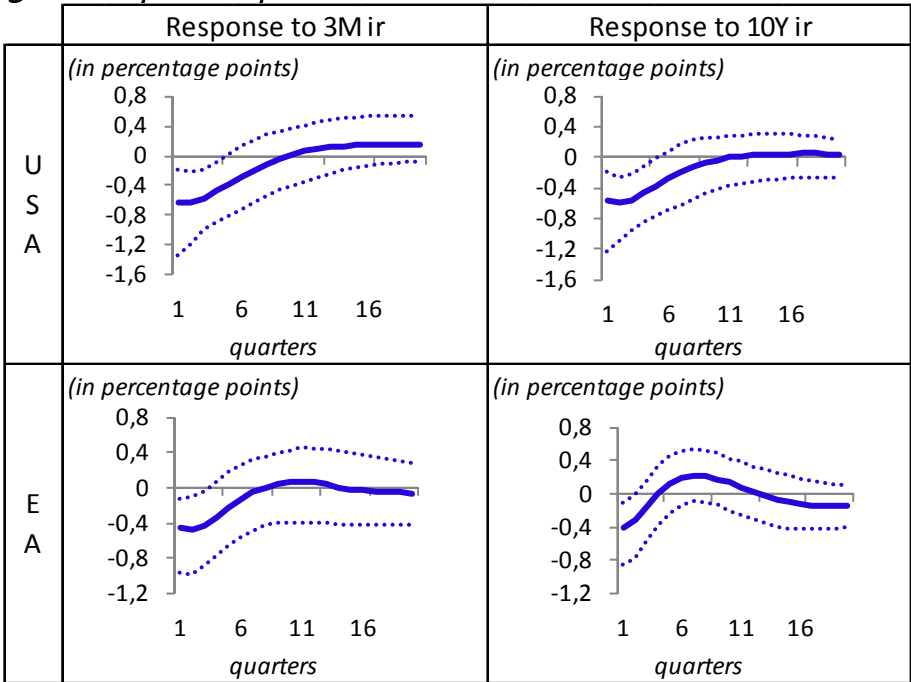 Response to 3M ir
Response to 10Y ir
U
S
A
(in percentage points)
0,8
0,4
0
-0,4
-0,8
-1,2
-1,6
1 6 11 16
quarters
(in percentage points)
0,8
0,4
0
-0,4
-0,8
-1,2
-1,6
1 6 11 16
quarters
E
A
(in percentage points)
0,8
0,4
0
-0,4
-0,8
-1,2
1 6 11 16
quarters
(in percentage points)
0,8
0,4
0
-0,4
-0,8
-1,2
1 6 11 16
quarters